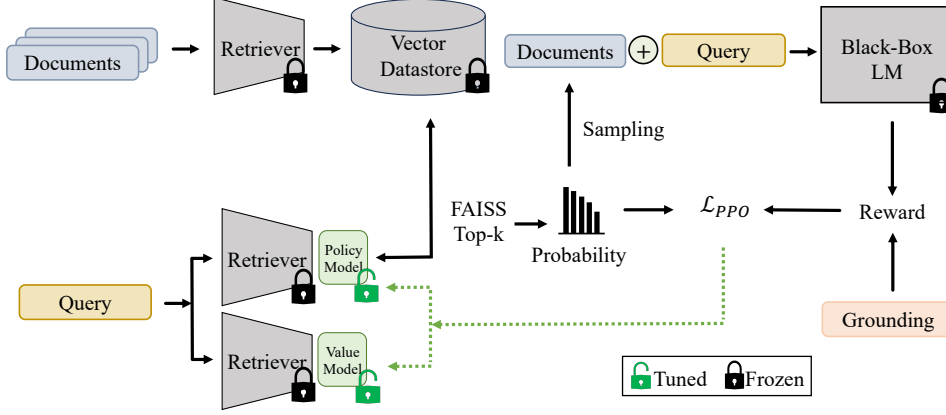 Documents
Retriever
Vector
Datastore
Documents
+
Query
Black-Box
LM
Sampling
FAISS
Top-k
Probability
ℒ_PPO
Reward
Query
Retriever
Policy
Model
Retriever
Value
Model
Grounding
Tuned
Frozen